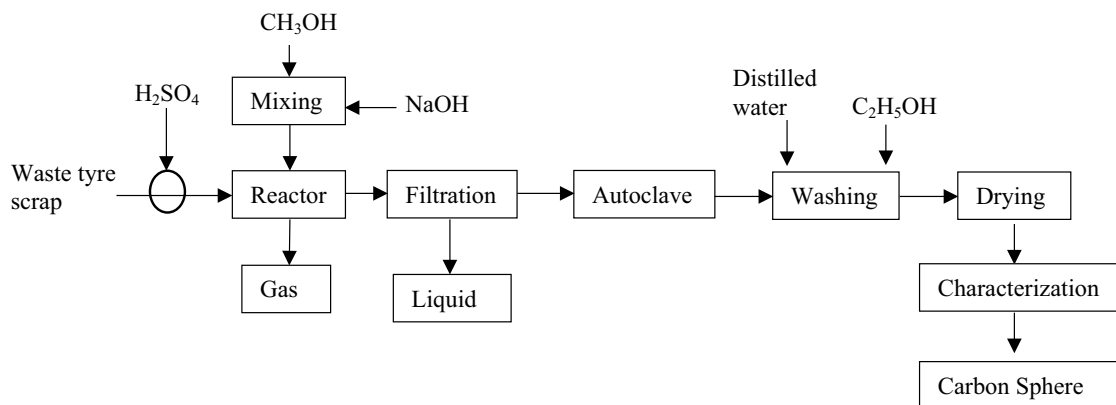 CH₃OH
H₂SO₄
Mixing
NaOH
Distilled
water
C₂H₅OH
Waste tyre
scrap
Reactor
Filtration
Autoclave
Washing
Drying
Gas
Liquid
Characterization
Carbon Sphere